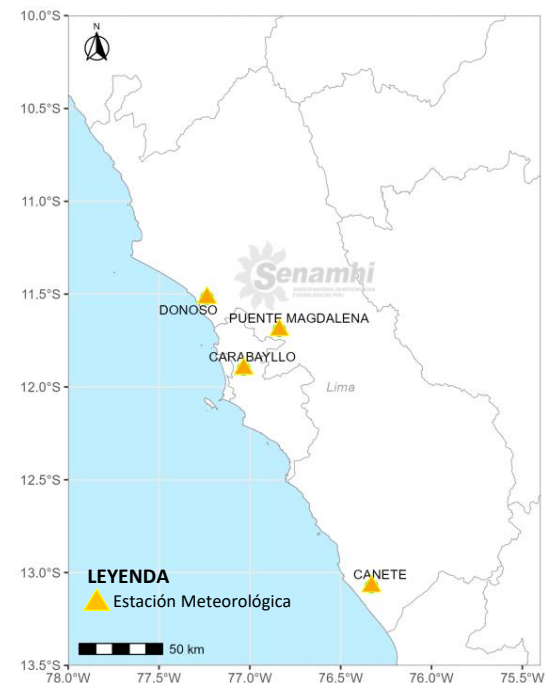 10.0°S
N
10.5°S
11.0°S
Senamhi
11.5°S
DONOSO
PUENTE MAGDALENA
CARABAYLLO
12.0°S
Lima
12.5°S
13.0°S
CANETE
LEYENDA
Estación Meteorológica
50 km
13.5°S
78.0°W 77.5°W 77.0°W 76.5°W 76.0°W 75.5°W